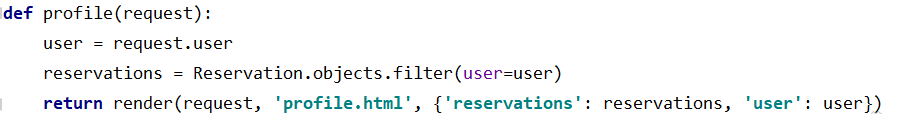 def profile(request):
    user = request.user
    reservations = Reservation.objects.filter(user=user)
    return render(request, 'profile.html', {'reservations': reservations, 'user': user})